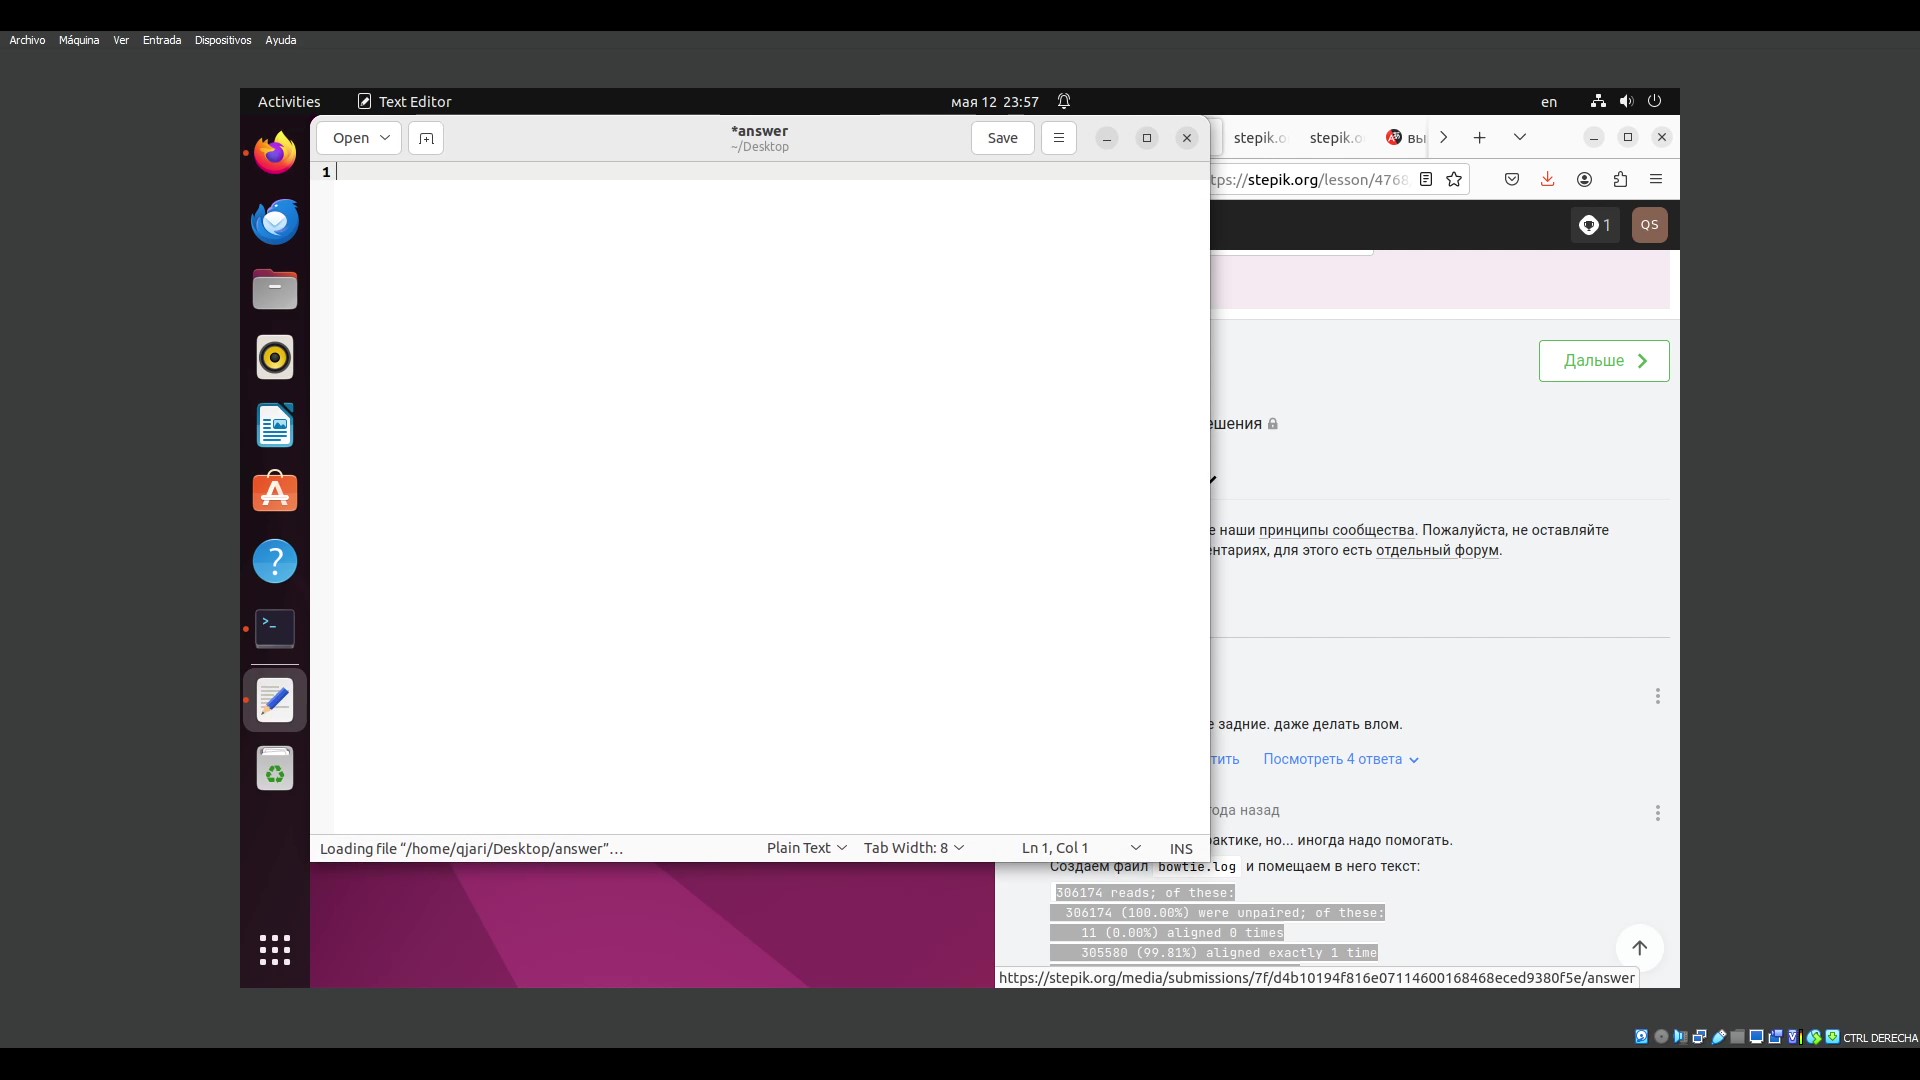 Archivo Máquina Ver Entrada Dispositivos Ayuda
Activities Text Editor мая 12 23:57 en
Open *answer Save
~/Desktop
1
stepik.o stepik.o вы
tps://stepik.org/lesson/4768
1 QS
Дальше
ешения
е наши принципы сообщества. Пожалуйста, не оставляйте
ентариях, для этого есть отдельный форум.
е задние. даже делать влом.
тить Посмотреть 4 ответа
года назад
рактике, но... иногда надо помогать.
Loading file “/home/qjari/Desktop/answer”… Plain Text Tab Width: 8 Ln 1, Col 1 INS
Создаем файл bowtie.log и помещаем в него текст:
306174 reads; of these:
306174 (100.00%) were unpaired; of these:
11 (0.00%) aligned 0 times
305580 (99.81%) aligned exactly 1 time
https://stepik.org/media/submissions/7f/d4b10194f816e07114600168468eced9380f5e/answer
CTRL DERECHA